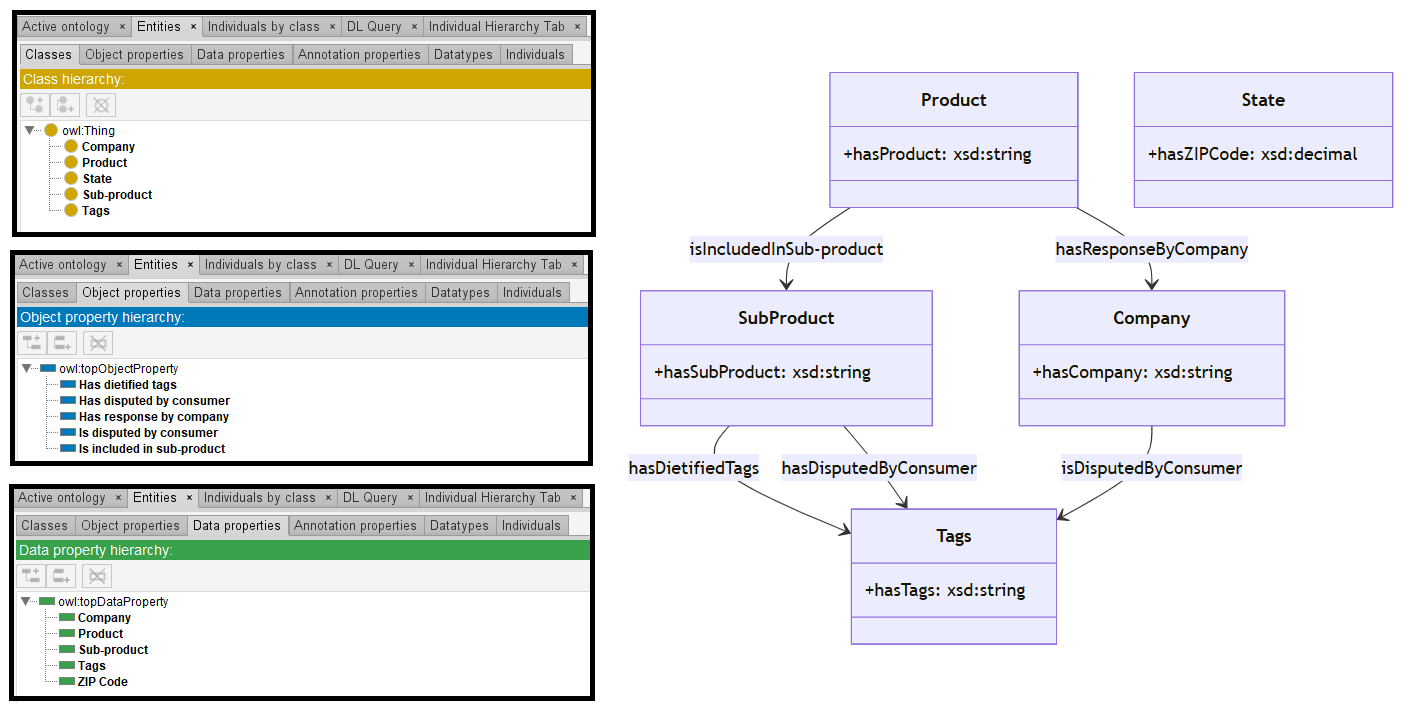 Active ontology × Entities × Individuals by class × DL Query × Individual Hierarchy Tab ×
Classes Object properties Data properties Annotation properties Datatypes Individuals
Class hierarchy:
owl:Thing
Company
Product
State
Sub-product
Tags
Active ontology × Entities × Individuals by class × DL Query × Individual Hierarchy Tab ×
Classes Object properties Data properties Annotation properties Datatypes Individuals
Object property hierarchy:
owl:topObjectProperty
Has dietified tags
Has disputed by consumer
Has response by company
Is disputed by consumer
Is included in sub-product
Active ontology × Entities × Individuals by class × DL Query × Individual Hierarchy Tab ×
Classes Object properties Data properties Annotation properties Datatypes Individuals
Data property hierarchy:
owl:topDataProperty
Company
Product
Sub-product
Tags
ZIP Code
Product
+hasProduct: xsd:string
State
+hasZIPCode: xsd:decimal
isIncludedInSub-product
hasResponseByCompany
SubProduct
+hasSubProduct: xsd:string
Company
+hasCompany: xsd:string
hasDietifiedTags
hasDisputedByConsumer
isDisputedByConsumer
Tags
+hasTags: xsd:string